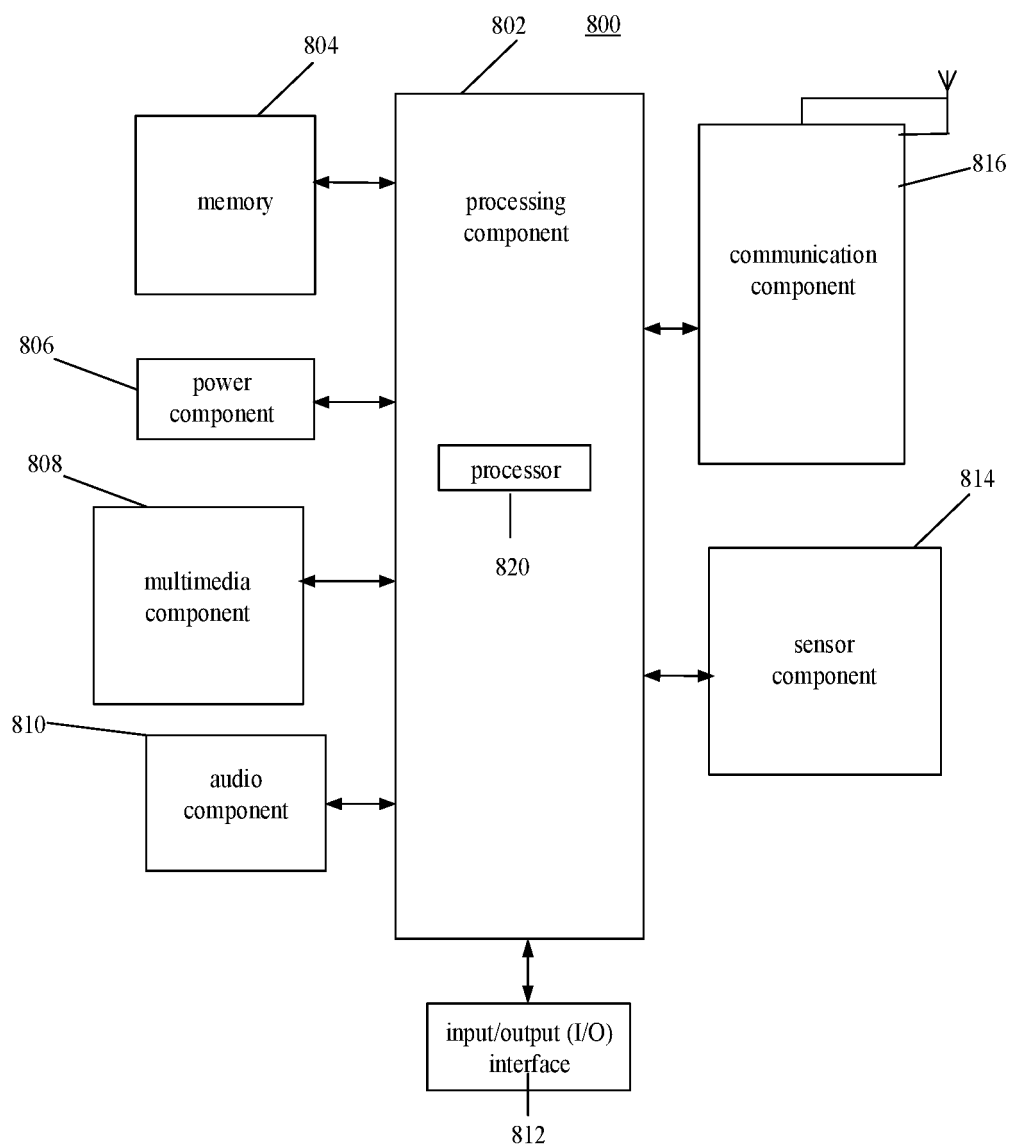 802
800
804
memory
processing
component
816
communication
component
806
power
component
808
processor
820
814
multimedia
component
sensor
component
810
audio
component
input/output (I/O)
interface
812